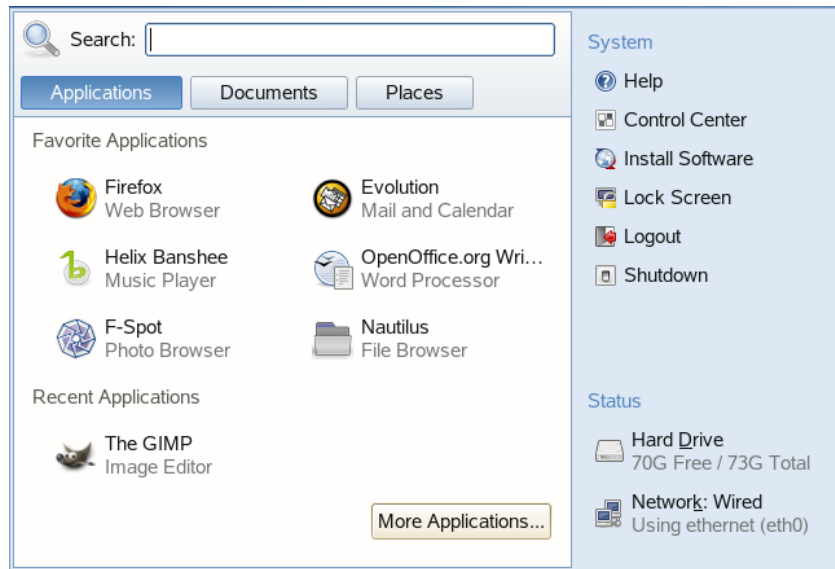 Search:
Applications Documents Places
Favorite Applications
Firefox
Web Browser
Evolution
Mail and Calendar
Helix Banshee
Music Player
OpenOffice.org Wri...
Word Processor
F-Spot
Photo Browser
Nautilus
File Browser
Recent Applications
The GIMP
Image Editor
More Applications...
System
Help
Control Center
Install Software
Lock Screen
Logout
Shutdown
Status
Hard Drive
70G Free / 73G Total
Network: Wired
Using ethernet (eth0)